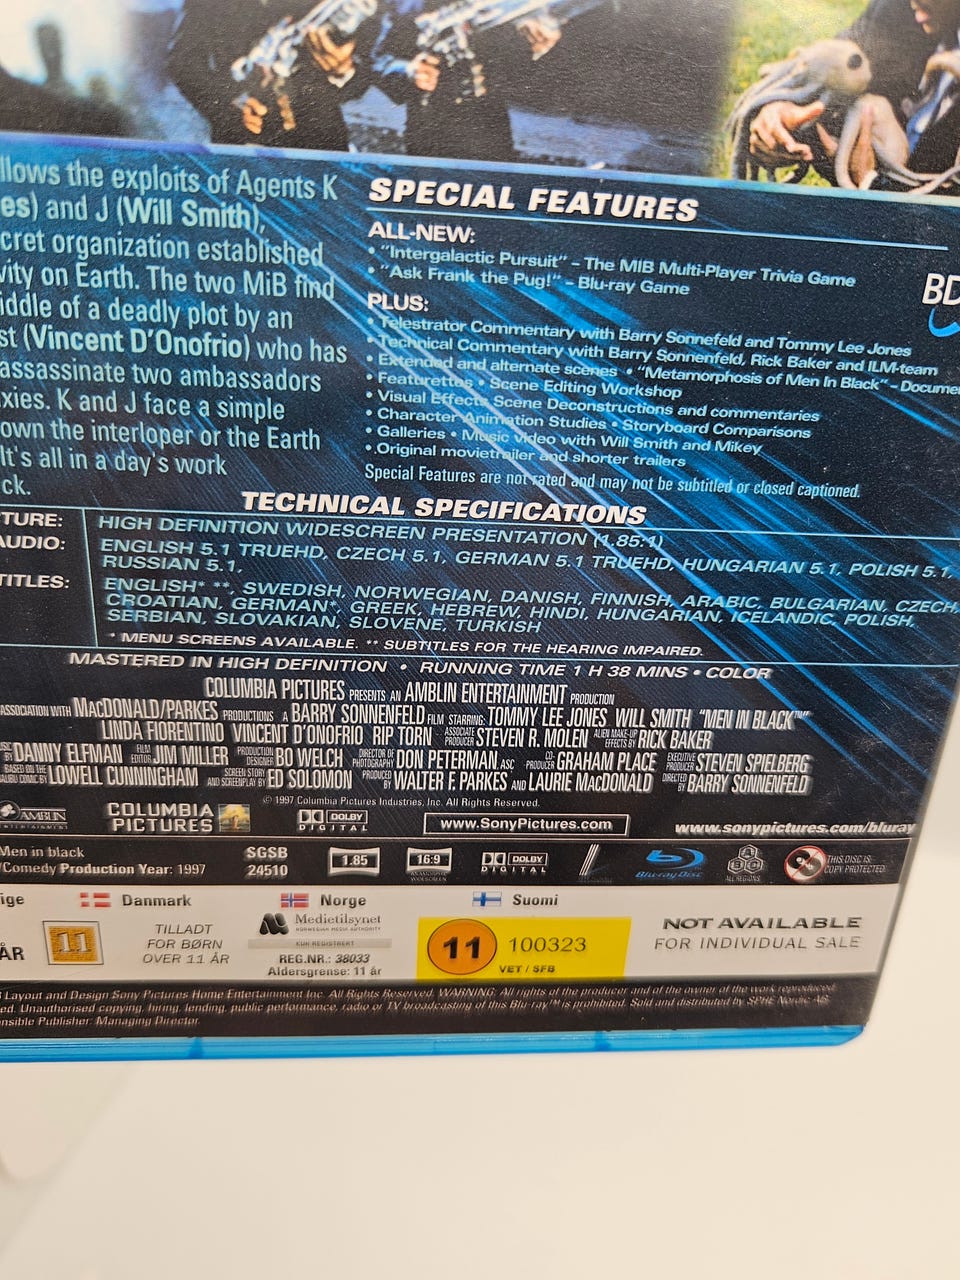 llows the exploits of Agents K
es) and J (Will Smith),
cret organization established
vity on Earth. The two MiB find
iddle of a deadly plot by an
st (Vincent D'Onofrio) who has
assassinate two ambassadors
xies. K and J face a simple
own the interloper or the Earth
It's all in a day's work
ck.
SPECIAL FEATURES
ALL-NEW:
• "Intergalactic Pursuit" – The MIB Multi-Player Trivia Game
• "Ask Frank the Pug!" – Blu-ray Game
PLUS:
• Telestrator Commentary with Barry Sonnefeld and Tommy Lee Jones
• Technical Commentary with Barry Sonnenfeld, Rick Baker and ILM-team
• Extended and alternate scenes • "Metamorphosis of Men In Black" – Documen
• Featurettes • Scene Editing Workshop
• Visual Effects Scene Deconstructions and commentaries
• Character Animation Studies • Storyboard Comparisons
• Galleries • Music video with Will Smith and Mikey
• Original movietrailer and shorter trailers
Special Features are not rated and may not be subtitled or closed captioned.
BD
TECHNICAL SPECIFICATIONS
TURE: HIGH DEFINITION WIDESCREEN PRESENTATION (1.85:1)
AUDIO: ENGLISH 5.1 TRUEHD, CZECH 5.1, GERMAN 5.1 TRUEHD, HUNGARIAN 5.1, POLISH 5.1,
RUSSIAN 5.1,
TITLES: ENGLISH* **, SWEDISH, NORWEGIAN, DANISH, FINNISH, ARABIC, BULGARIAN, CZECH,
CROATIAN, GERMAN*, GREEK, HEBREW, HINDI, HUNGARIAN, ICELANDIC, POLISH,
SERBIAN, SLOVAKIAN, SLOVENE, TURKISH
* MENU SCREENS AVAILABLE. ** SUBTITLES FOR THE HEARING IMPAIRED.
MASTERED IN HIGH DEFINITION • RUNNING TIME 1 H 38 MINS • COLOR
COLUMBIA PICTURES PRESENTS AN AMBLIN ENTERTAINMENT PRODUCTION
ASSOCIATION WITH MACDONALD/PARKES PRODUCTIONS A BARRY SONNENFELD FILM STARRING: TOMMY LEE JONES WILL SMITH "MEN IN BLACK™"
LINDA FIORENTINO VINCENT D'ONOFRIO RIP TORN ASSOCIATE PRODUCER STEVEN R. MOLEN ALIEN MAKE-UP EFFECTS BY RICK BAKER
BY DANNY ELFMAN FILM EDITOR JIM MILLER PRODUCTION DESIGNER BO WELCH DIRECTOR OF PHOTOGRAPHY DON PETERMAN, ASC CO-PRODUCER GRAHAM PLACE EXECUTIVE PRODUCER STEVEN SPIELBERG
BASED ON THE MALIBU COMIC BY LOWELL CUNNINGHAM SCREEN STORY AND SCREENPLAY BY ED SOLOMON PRODUCED BY WALTER F. PARKES AND LAURIE MACDONALD DIRECTED BY BARRY SONNENFELD
© 1997 Columbia Pictures Industries, Inc. All Rights Reserved.
AMBLIN
ENTERTAINMENT
COLUMBIA
PICTURES
DOLBY
DIGITAL
www.SonyPictures.com
www.sonypictures.com/bluray
Men in black
/Comedy Production Year: 1997
SGSB
24510
1.85
16:9
ANAMORPHIC
WIDESCREEN
DOLBY
DIGITAL
Blu-ray Disc
ABC
ALL REGIONS
THIS DISC IS
COPY PROTECTED
ige
Danmark
Norge
Suomi
ÅR
11
TILLADT
FOR BØRN
OVER 11 ÅR
Medietilsynet
NORWEGIAN MEDIA AUTHORITY
KUN REGISTRERT
REG.NR.: 38033
Aldersgrense: 11 år
11
100323
VET / SFB
NOT AVAILABLE
FOR INDIVIDUAL SALE
Layout and Design Sony Pictures Home Entertainment Inc. All Rights Reserved. WARNING: All rights of the producer and of the owner of the work reproduced
ed. Unauthorised copying, hiring, lending, public performance, radio or TV broadcasting of this Blu-ray™ is prohibited. Sold and distributed by SPHE Nordic AB.
onsible Publisher: Managing Director.